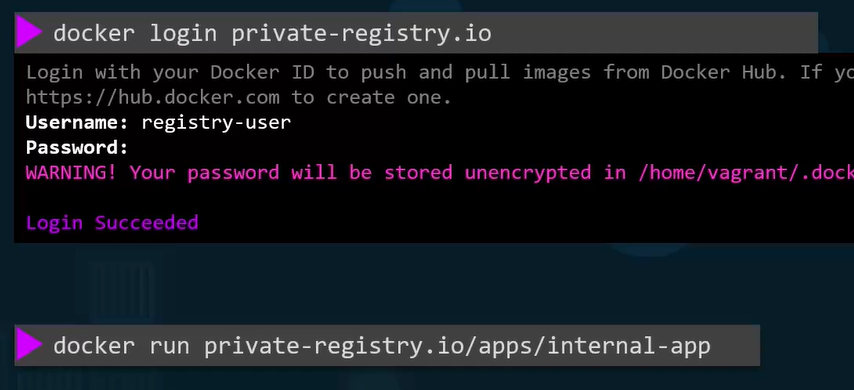 docker login private-registry.io
Login with your Docker ID to push and pull images from Docker Hub. If
https://hub.docker.com to create one.
Username: registry-user
Password:
WARNING! Your password will be stored unencrypted in /home/vagrant/.dock
Login Succeeded
docker run private-registry.io/apps/internal-app